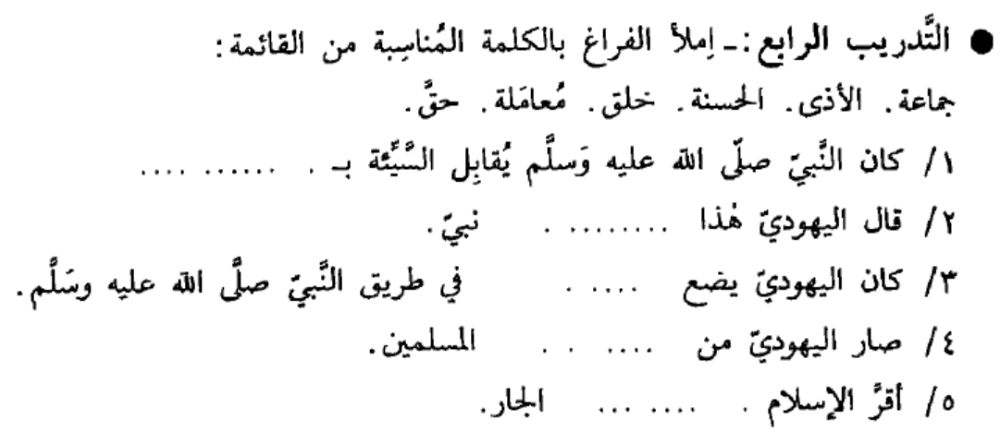 ● التَّدريب الرابع :ـ اِملأ الفراغ بالكلمة المُناسِبة من القائمة :
جماعة . الأذى . الحسنة . خلق . مُعامَلة . حقَّ .
١/ كان النَّبيّ صلّى الله عليه وَسلَّم يُقابِل السَّيِّئة بـ . ...... ....
٢/ قال اليهوديّ هٰذا ........ . نبيّ .
٣/ كان اليهوديّ يضع .... . في طريق النَّبيّ صلَّى الله عليه وسَلَّم .
٤/ صار اليهوديّ من .... . . المسلمين .
٥/ أقرَّ الإسلام . .... ... الجار .